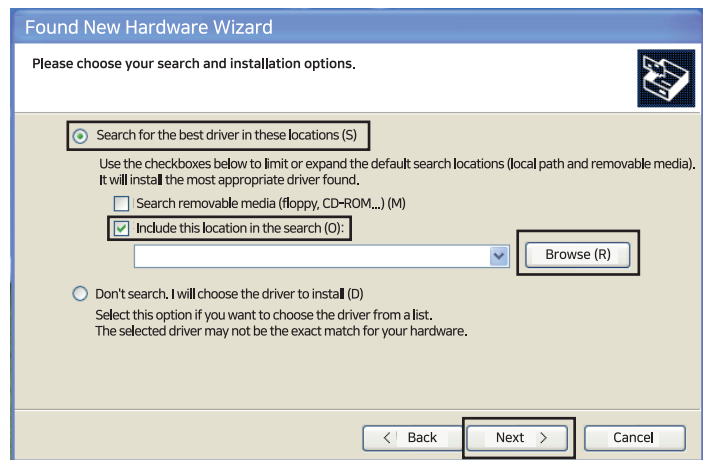 Found New Hardware Wizard
Please choose your search and installation options.
Search for the best driver in these locations (S)
Use the checkboxes below to limit or expand the default search locations (local path and removable media).
It will install the most appropriate driver found.
Search removable media (floppy, CD-ROM...) (M)
Include this location in the search (O):
Browse (R)
Don't search. I will choose the driver to install (D)
Select this option if you want to choose the driver from a list.
The selected driver may not be the exact match for your hardware.
< Back Next > Cancel